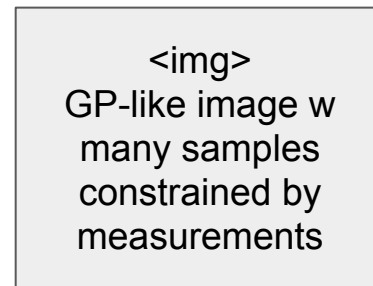 <img>
GP-like image w
many samples
constrained by
measurements